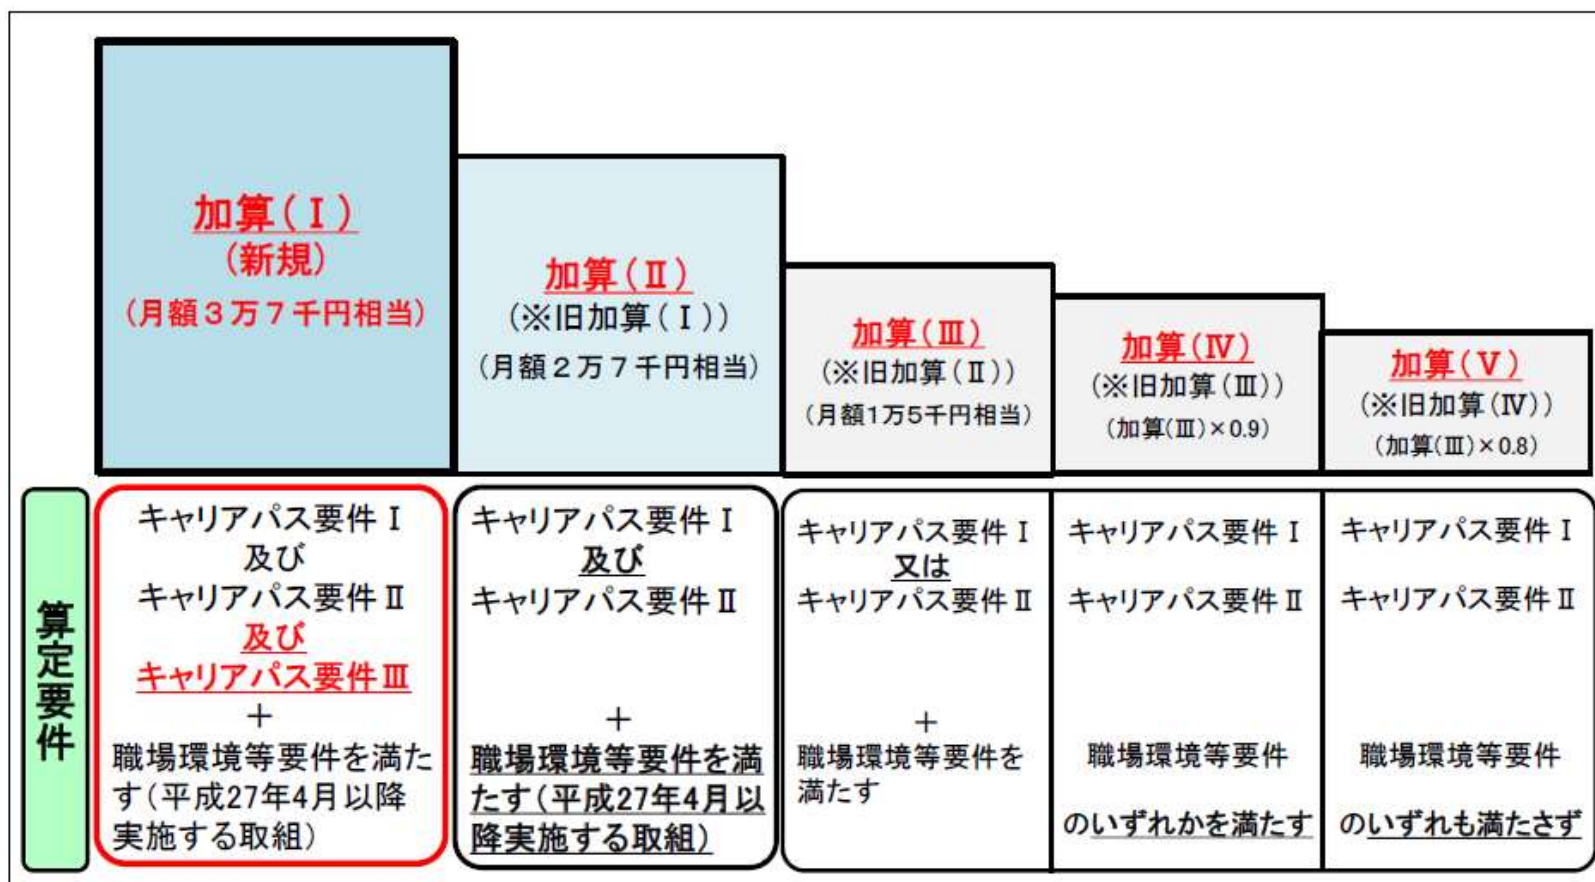 加算(Ⅰ)
(新規)
(月額3万7千円相当)
加算(Ⅱ)
(※旧加算(Ⅰ))
(月額2万7千円相当)
加算(Ⅲ)
(※旧加算(Ⅱ))
(月額1万5千円相当)
加算(Ⅳ)
(※旧加算(Ⅲ))
(加算(Ⅲ)×0.9)
加算(Ⅴ)
(※旧加算(Ⅳ))
(加算(Ⅲ)×0.8)
算定要件
キャリアパス要件Ⅰ
及び
キャリアパス要件Ⅱ
及び
キャリアパス要件Ⅲ
+
職場環境等要件を満た
す(平成27年4月以降
実施する取組)
キャリアパス要件Ⅰ
及び
キャリアパス要件Ⅱ
+
職場環境等要件を満
たす(平成27年4月以
降実施する取組)
キャリアパス要件Ⅰ
又は
キャリアパス要件Ⅱ
+
職場環境等要件を
満たす
キャリアパス要件Ⅰ
キャリアパス要件Ⅱ
職場環境等要件
のいずれかを満たす
キャリアパス要件Ⅰ
キャリアパス要件Ⅱ
職場環境等要件
のいずれも満たさず